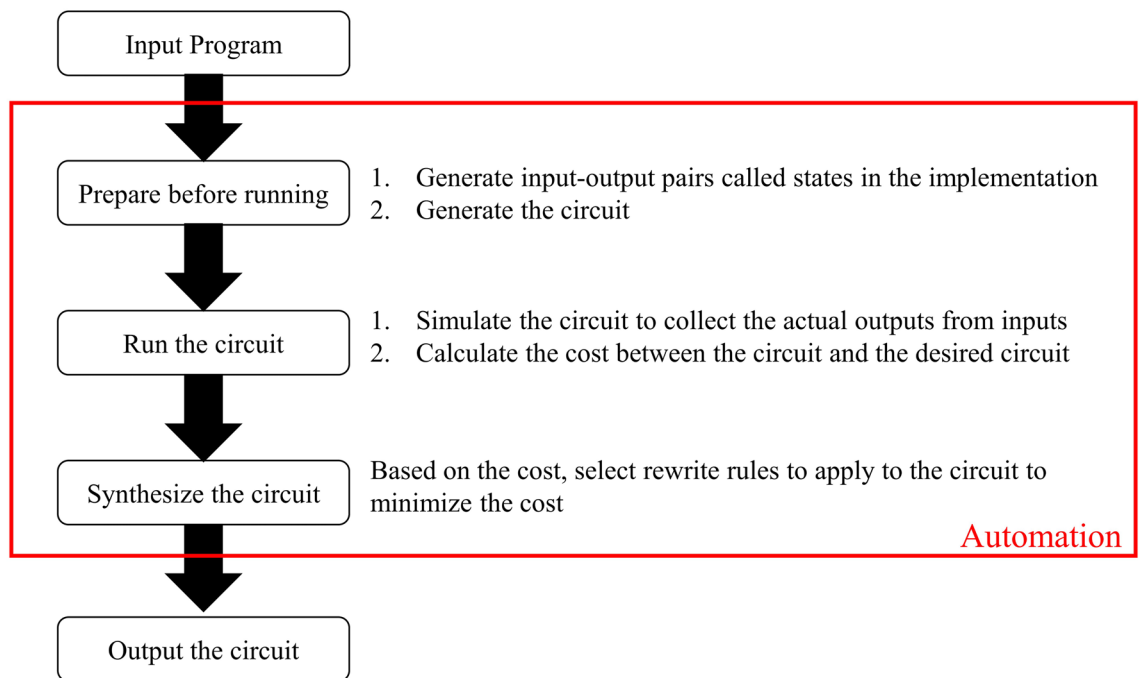 Input Program
Prepare before running
1. Generate input-output pairs called states in the implementation
2. Generate the circuit
Run the circuit
1. Simulate the circuit to collect the actual outputs from inputs
2. Calculate the cost between the circuit and the desired circuit
Synthesize the circuit
Based on the cost, select rewrite rules to apply to the circuit to
minimize the cost
Automation
Output the circuit